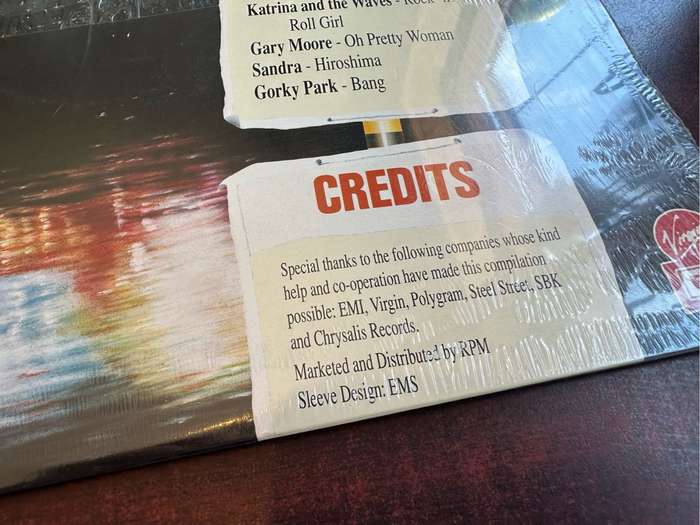 Katrina and the Waves - Rock 'n'
Roll Girl
Gary Moore - Oh Pretty Woman
Sandra - Hiroshima
Gorky Park - Bang
CREDITS
Special thanks to the following companies whose kind
help and co-operation have made this compilation
possible: EMI, Virgin, Polygram, Steel Street, SBK
and Chrysalis Records.
Marketed and Distributed by RPM
Sleeve Design: EMS
Virgin